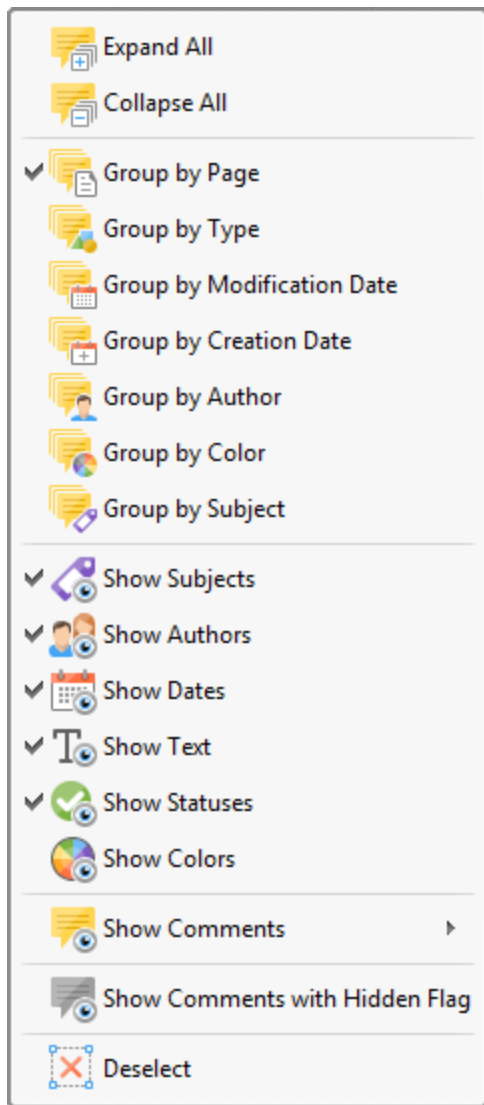 Expand All
Collapse All
Group by Page
Group by Type
Group by Modification Date
Group by Creation Date
Group by Author
Group by Color
Group by Subject
Show Subjects
Show Authors
Show Dates
Show Text
Show Statuses
Show Colors
Show Comments
Show Comments with Hidden Flag
Deselect